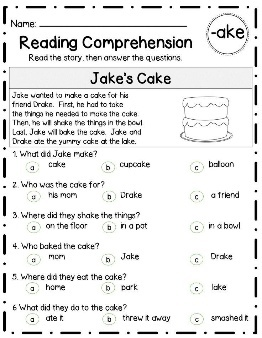 Name:
-ake
Reading Comprehension
Read the story, then answer the questions.
Jake's Cake
Jake wanted to make a cake for his
friend Drake. First, he had to take
the things he needed to make the cake.
Then, he will shake the things in the bowl.
Last, Jake will bake the cake. Jake and
Drake ate the yummy cake at the lake.
1. What did Jake make?
a cake b cupcake c balloon
2. Who was the cake for?
a his mom b Drake c a friend
3. Where did they shake the things?
a on the floor b in a pot c in a bowl
4. Who baked the cake?
a mom b Jake c Drake
5. Where did they eat the cake?
a home b park c lake
6. What did they do to the cake?
a ate it b threw it away c smashed it